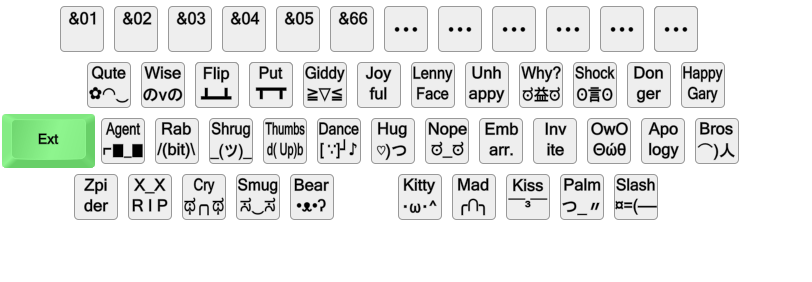 &01 &02 &03 &04 &05 &66 ... ... ... ... ... ...
Qute Wise Flip Put Giddy Joy Lenny Unh Why? Shock Don Happy
✿◠‿ のvの ┻━┻ ┳━┳ ≧▽≦ ful Face appy ಠ益ಠ ʘ言ʘ ger Gary
Ext
Agent Rab Shrug Thumbs Dance Hug Nope Emb Inv OwO Apo Bros
⌐■_■ /(bit)\ _(ツ)_ d( Up)b [ ∵]┘♪ ♡)つ ಠ_ಠ arr. ite Θώθ logy ⌒)人
Zpi X_X Cry Smug Bear Kitty Mad Kiss Palm Slash
der R I P ಥ╭╮ಥ ಸ‿ಸ •ᴥ•ʔ ･ω･^ ╭∩╮ ￣³￣ つ_〃 ¤=(—